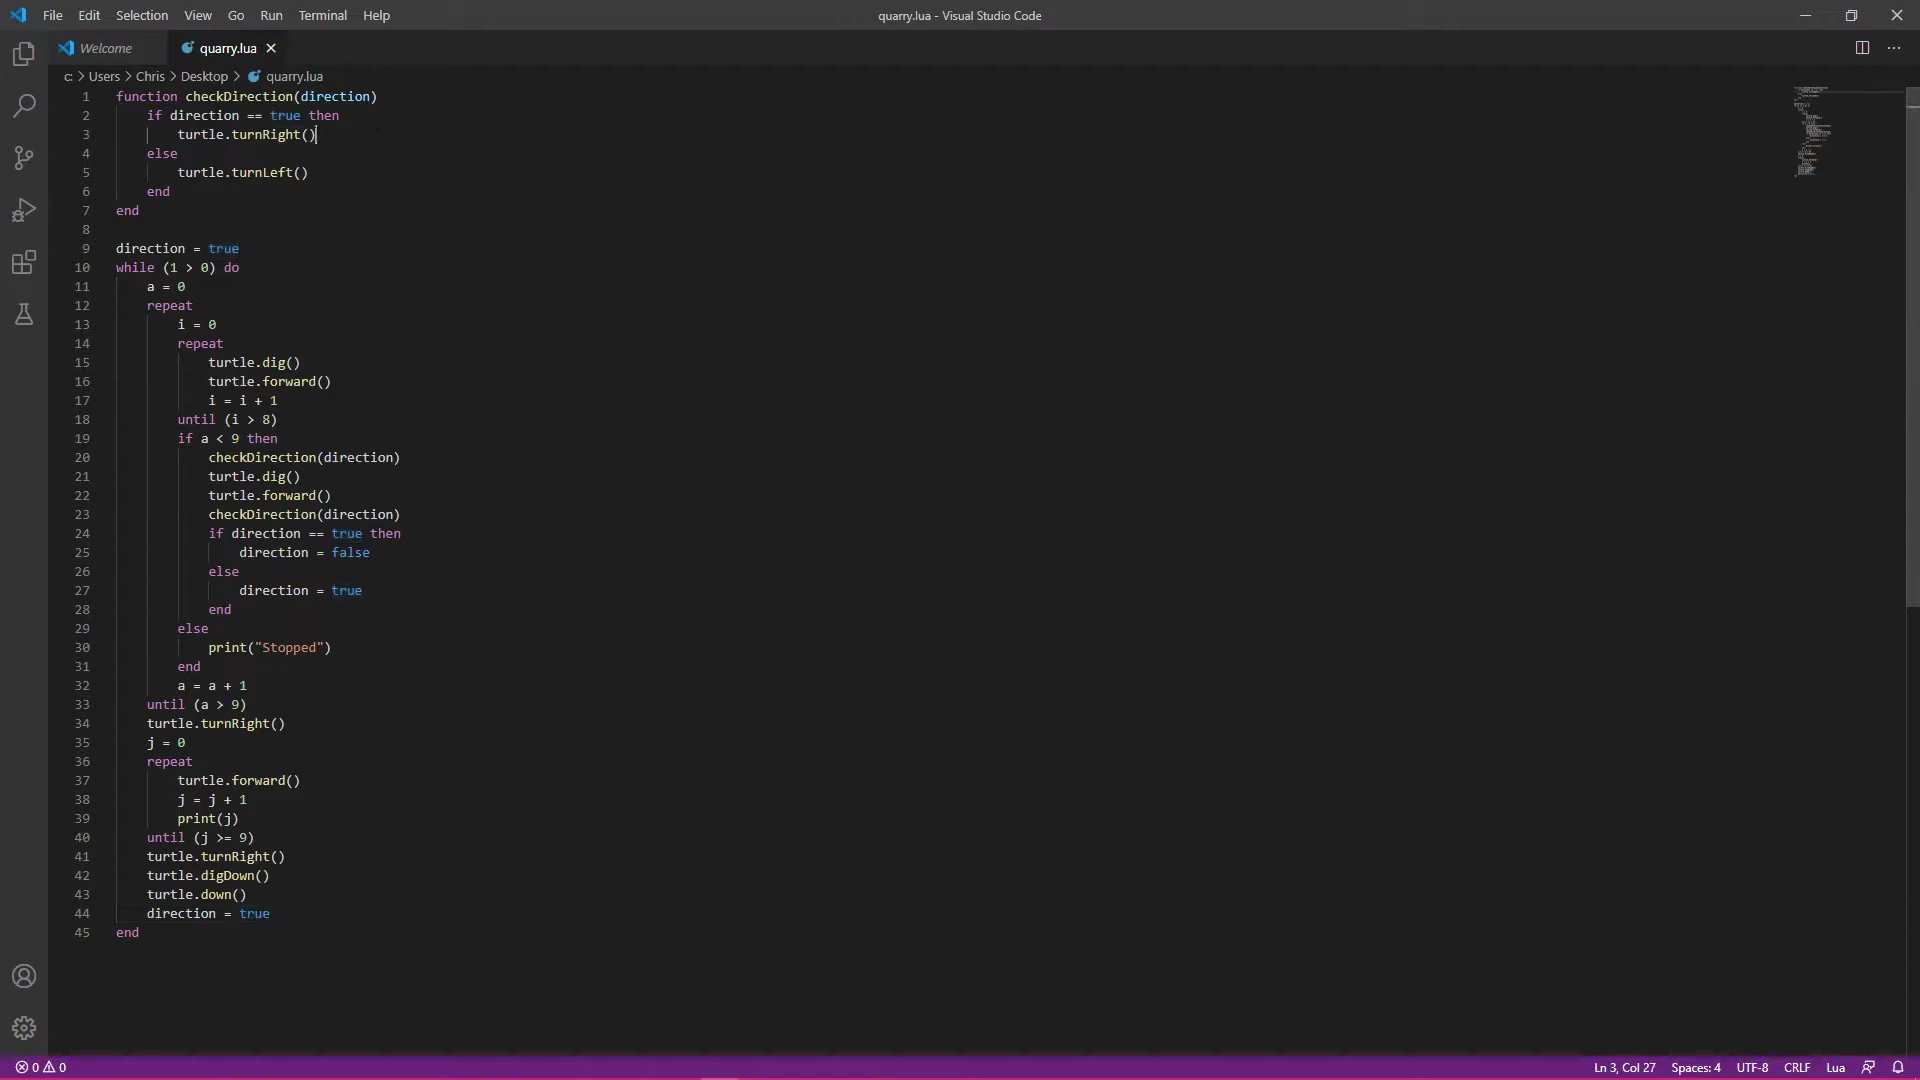 File Edit Selection View Go Run Terminal Help quarry.lua - Visual Studio Code
Welcome quarry.lua
c: > Users > Chris > Desktop > quarry.lua
1 function checkDirection(direction)
2     if direction == true then
3         turtle.turnRight()
4     else
5         turtle.turnLeft()
6     end
7 end
8
9 direction = true
10 while (1 > 0) do
11     a = 0
12     repeat
13         i = 0
14         repeat
15             turtle.dig()
16             turtle.forward()
17             i = i + 1
18         until (i > 8)
19         if a < 9 then
20             checkDirection(direction)
21             turtle.dig()
22             turtle.forward()
23             checkDirection(direction)
24             if direction == true then
25                 direction = false
26             else
27                 direction = true
28             end
29         else
30             print("Stopped")
31         end
32         a = a + 1
33     until (a > 9)
34     turtle.turnRight()
35     j = 0
36     repeat
37         turtle.forward()
38         j = j + 1
39         print(j)
40     until (j >= 9)
41     turtle.turnRight()
42     turtle.digDown()
43     turtle.down()
44     direction = true
45 end
0 0 Ln 3, Col 27 Spaces: 4 UTF-8 CRLF Lua